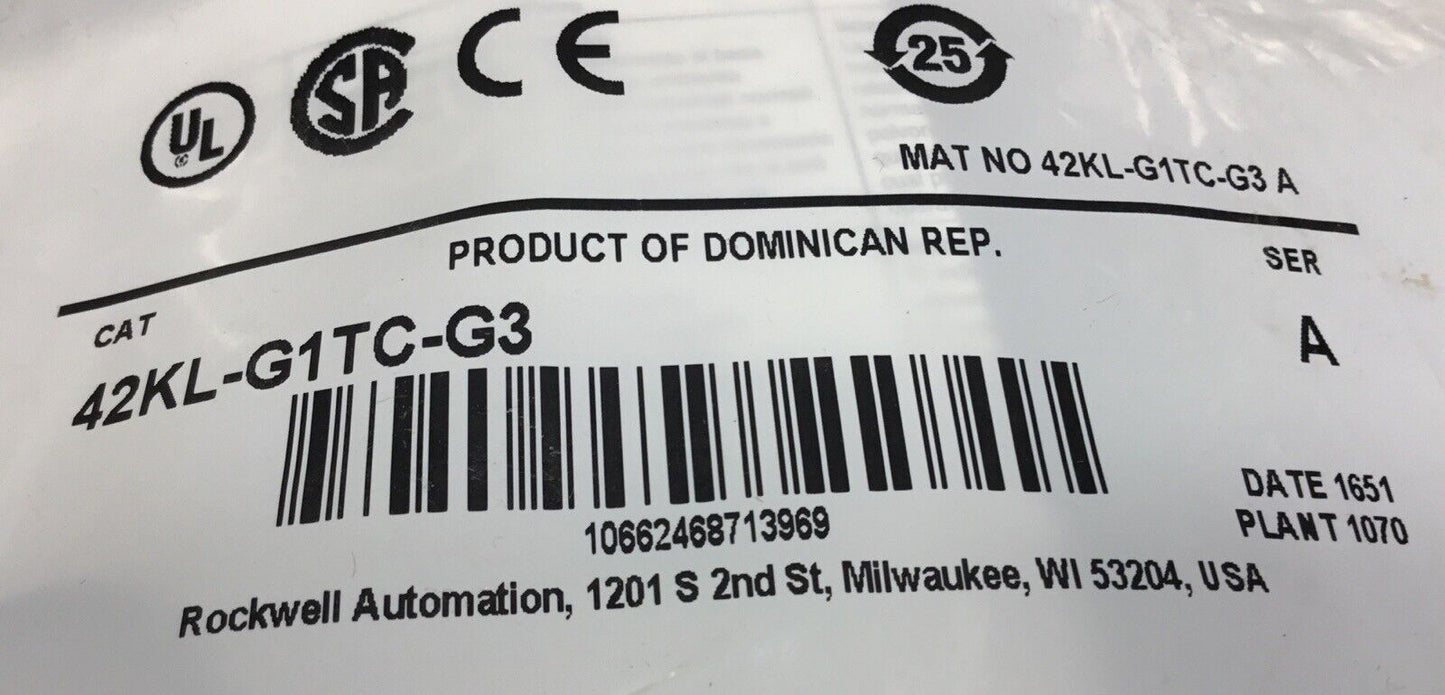 UL SA CE 25
MAT NO 42KL-G1TC-G3 A
PRODUCT OF DOMINICAN REP.
CAT
SER
42KL-G1TC-G3
A
10662468713969
DATE 1651
PLANT 1070
Rockwell Automation, 1201 S 2nd St, Milwaukee, WI 53204, USA